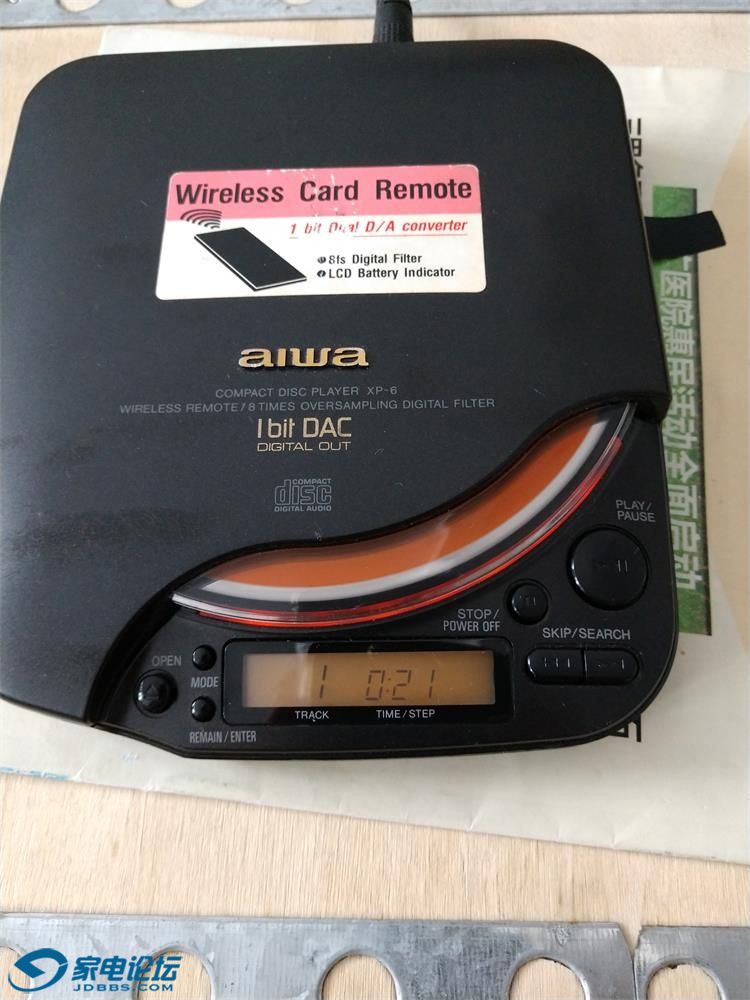 Wireless Card Remote
1 bit Dual D/A converter
8fs Digital Filter
LCD Battery Indicator
aiwa
COMPACT DISC PLAYER XP-6
WIRELESS REMOTE/8 TIMES OVERSAMPLING DIGITAL FILTER
1 bit DAC
DIGITAL OUT
COMPACT
disc
DIGITAL AUDIO
PLAY/
PAUSE
STOP/
POWER OFF
SKIP/SEARCH
OPEN
MODE
REMAIN/ENTER
1 0:21
TRACK TIME/STEP
医院惠民活动全面启动
家电论坛
JDBBS.COM